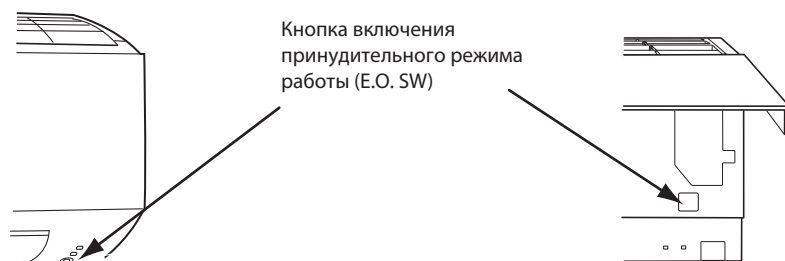 Кнопка включения
принудительного режима
работы (E.O. SW)